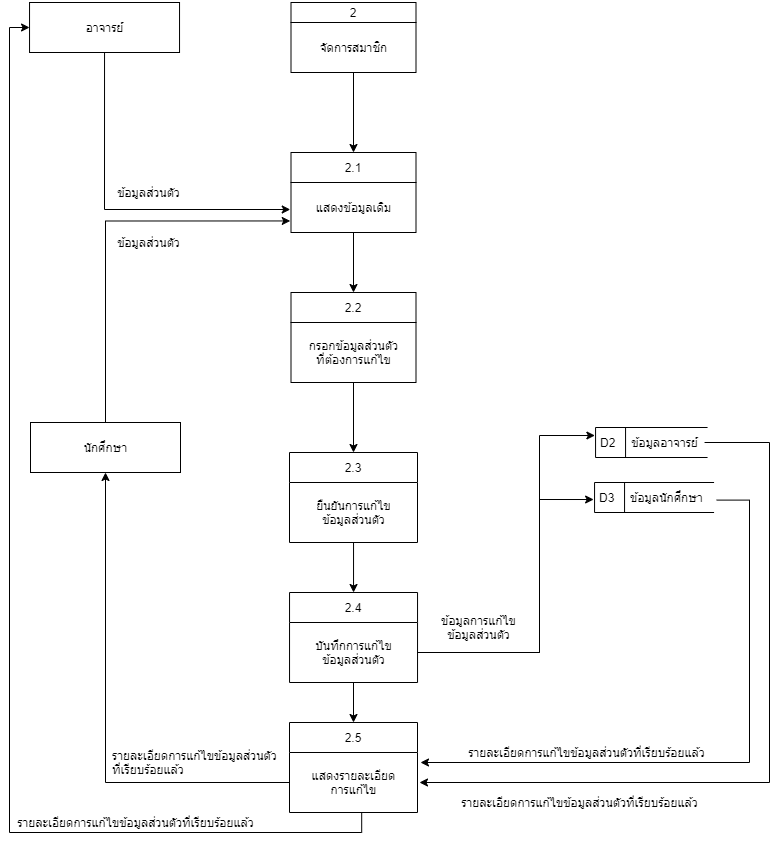 อาจารย์
2
จัดการสมาชิก
2.1
แสดงข้อมูลเดิม
ข้อมูลส่วนตัว
ข้อมูลส่วนตัว
2.2
กรอกข้อมูลส่วนตัว
ที่ต้องการแก้ไข
นักศึกษา
D2
ข้อมูลอาจารย์
D3
ข้อมูลนักศึกษา
2.3
ยืนยันการแก้ไข
ข้อมูลส่วนตัว
2.4
บันทึกการแก้ไข
ข้อมูลส่วนตัว
ข้อมูลการแก้ไข
ข้อมูลส่วนตัว
2.5
แสดงรายละเอียด
การแก้ไข
รายละเอียดการแก้ไขข้อมูลส่วนตัว
ที่เรียบร้อยแล้ว
รายละเอียดการแก้ไขข้อมูลส่วนตัวที่เรียบร้อยแล้ว
รายละเอียดการแก้ไขข้อมูลส่วนตัวที่เรียบร้อยแล้ว
รายละเอียดการแก้ไขข้อมูลส่วนตัวที่เรียบร้อยแล้ว